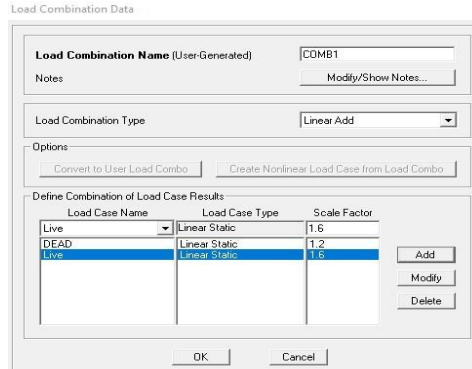 Load Combination Data
Load Combination Name (User-Generated) COMB1
Notes Modify/Show Notes...
Load Combination Type Linear Add
Options
Convert to User Load Combo Create Nonlinear Load Case from Load Combo
Define Combination of Load Case Results
Load Case Name Load Case Type Scale Factor
Live Linear Static 1.6
DEAD Linear Static 1.2
Live Linear Static 1.6
Add
Modify
Delete
OK Cancel